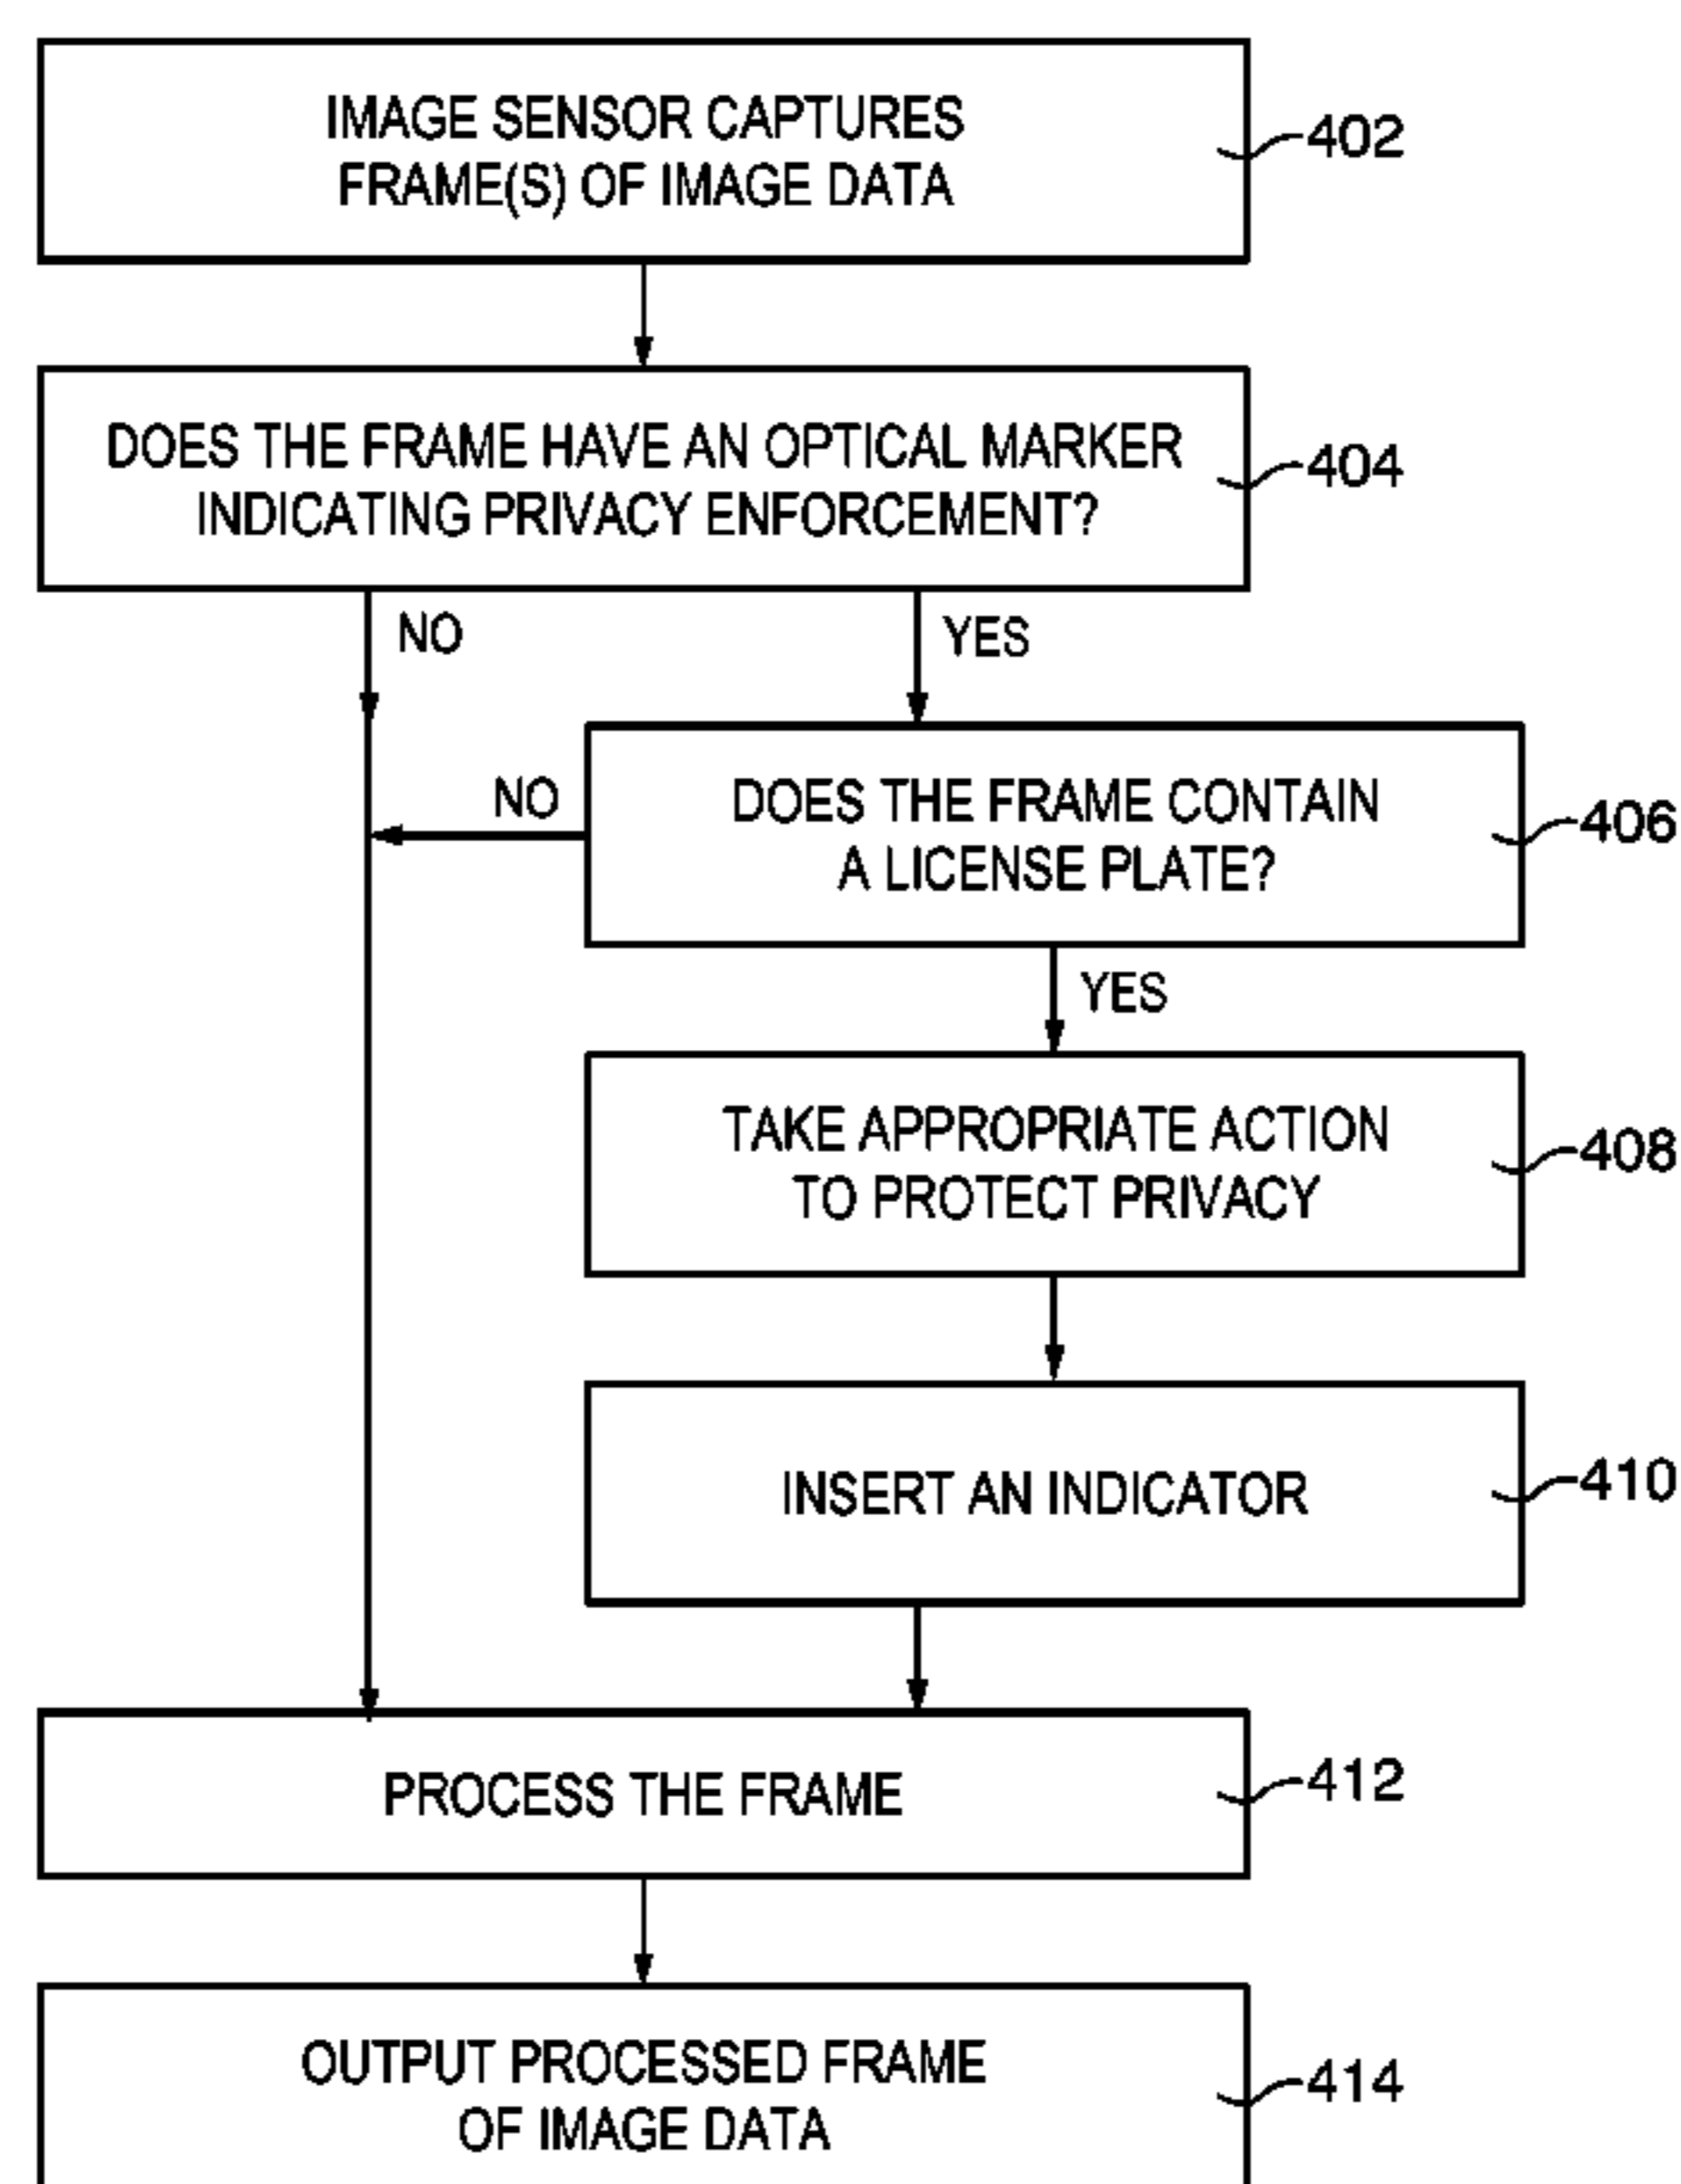 IMAGE SENSOR CAPTURES
FRAME(S) OF IMAGE DATA
402
DOES THE FRAME HAVE AN OPTICAL MARKER
INDICATING PRIVACY ENFORCEMENT?
404
NO
YES
NO
DOES THE FRAME CONTAIN
A LICENSE PLATE?
406
YES
TAKE APPROPRIATE ACTION
TO PROTECT PRIVACY
408
INSERT AN INDICATOR
410
PROCESS THE FRAME
412
OUTPUT PROCESSED FRAME
OF IMAGE DATA
414